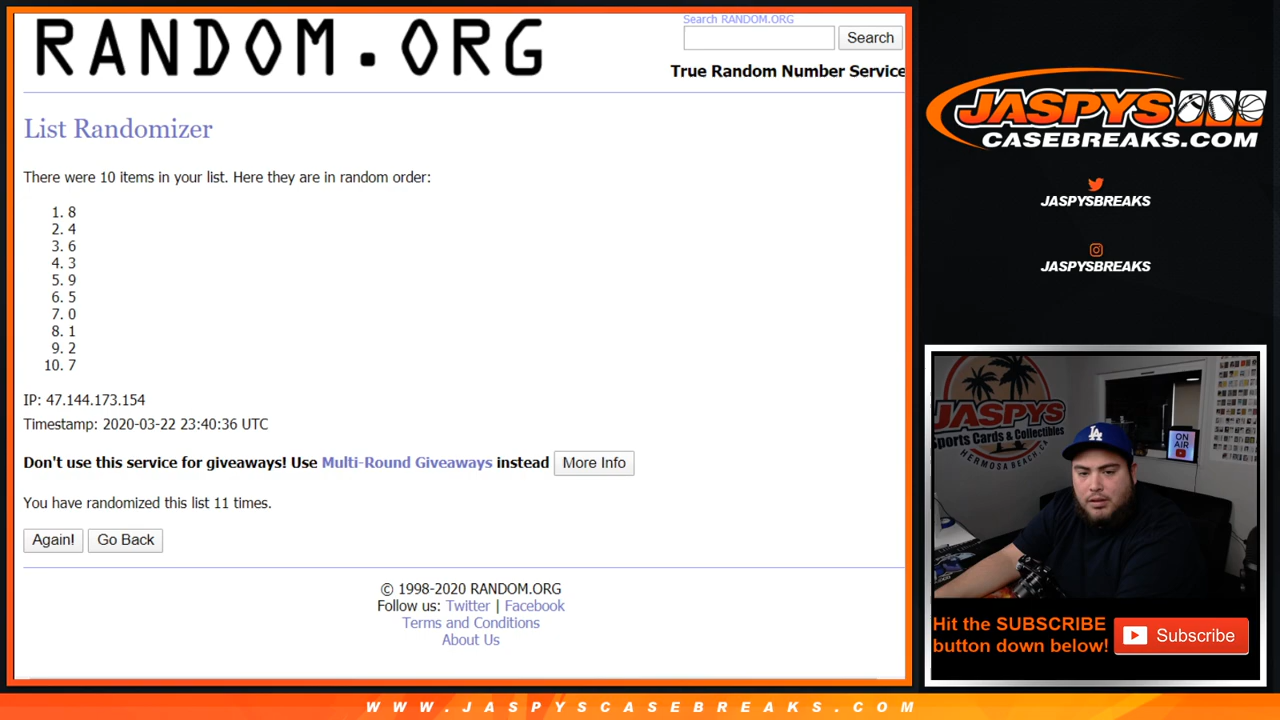 RANDOM.ORG
Search RANDOM.ORG
Search
True Random Number Service
List Randomizer
There were 10 items in your list. Here they are in random order:
1. 8
2. 4
3. 6
4. 3
5. 9
6. 5
7. 0
8. 1
9. 2
10. 7
IP: 47.144.173.154
Timestamp: 2020-03-22 23:40:36 UTC
Don't use this service for giveaways! Use Multi-Round Giveaways instead More Info
You have randomized this list 11 times.
Again! Go Back
© 1998-2020 RANDOM.ORG
Follow us: Twitter | Facebook
Terms and Conditions
About Us
JASPYS
CASEBREAKS.COM
JASPYSBREAKS
JASPYSBREAKS
JASPYS
Sports Cards & Collectibles
HERMOSA BEACH CA
LA
ON
AIR
Hit the SUBSCRIBE
button down below!
Subscribe
WWW.JASPYSCASEBREAKS.COM